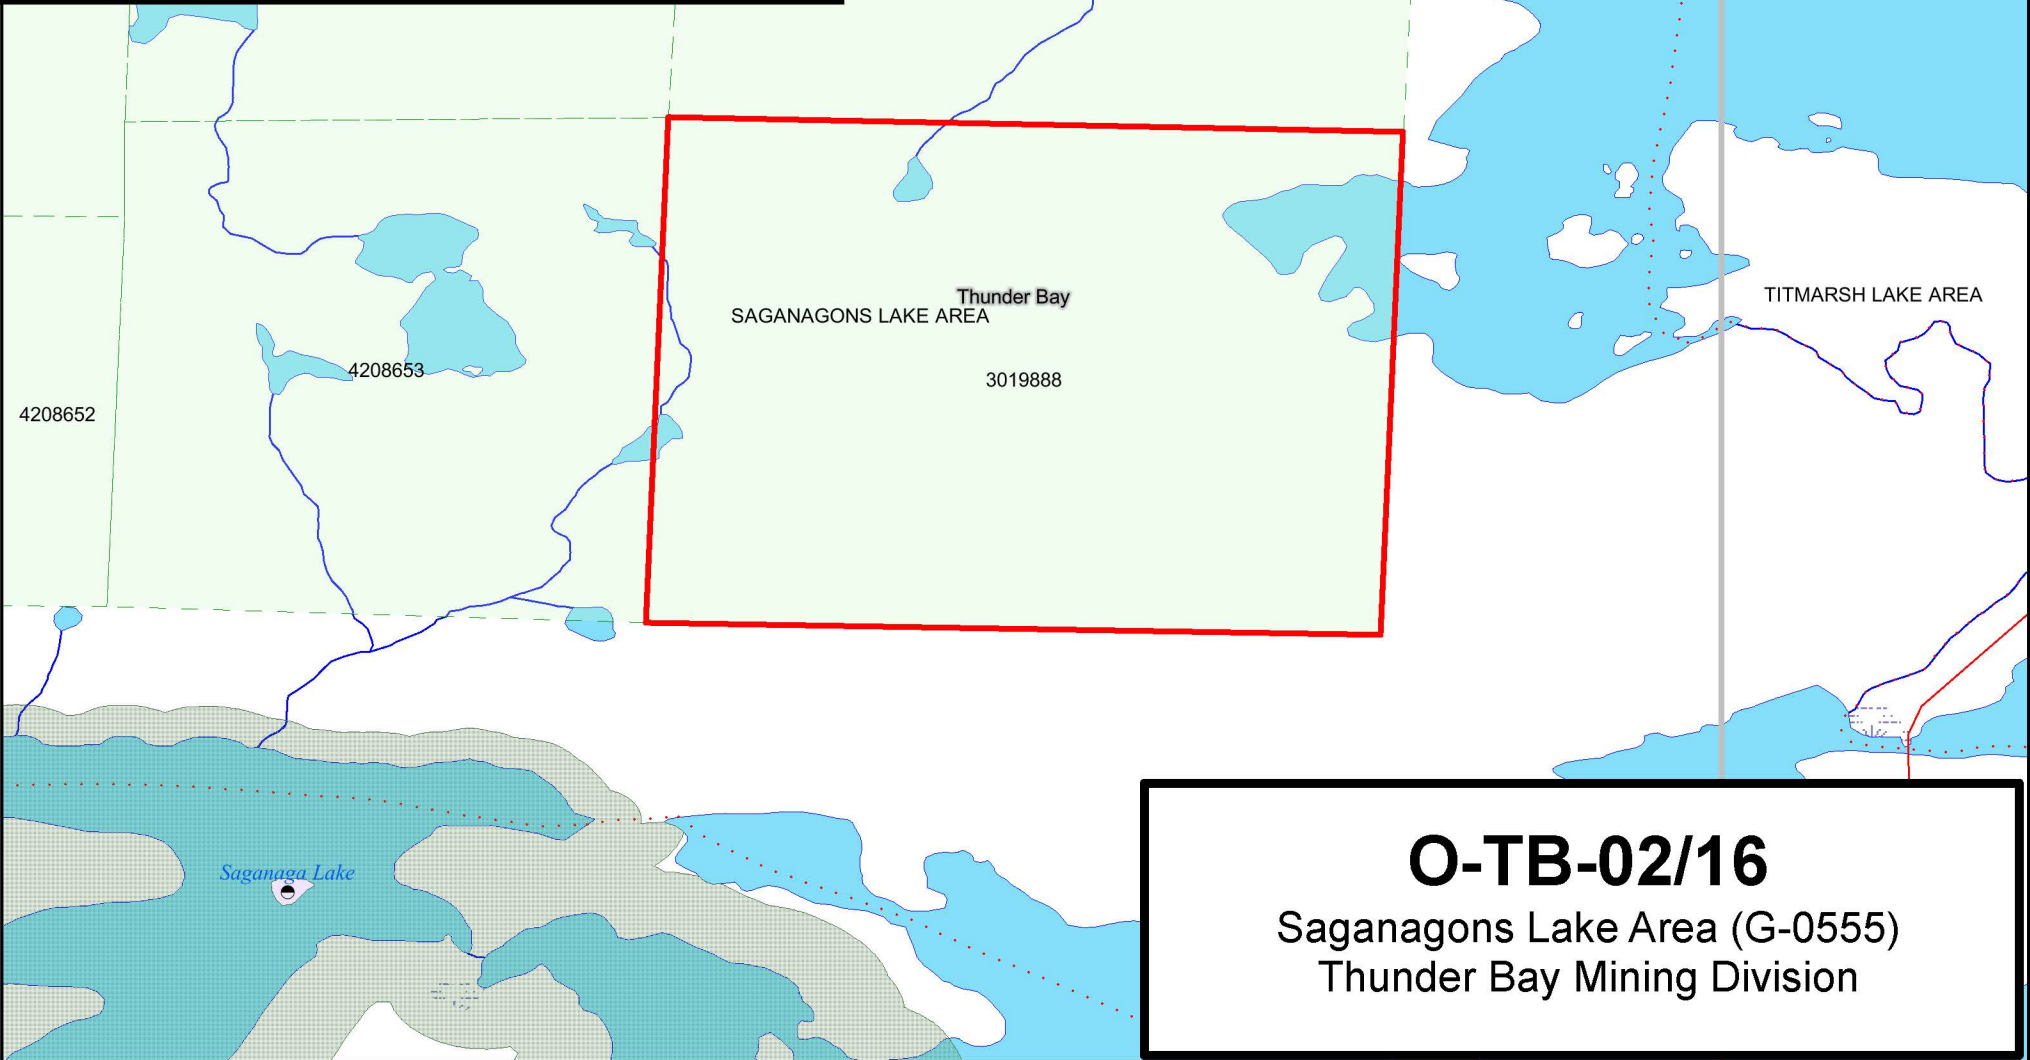 TITMARSH LAKE AREA
Thunder Bay
SAGANAGONS LAKE AREA
4208653
3019888
4208652
Saganaga Lake
O-TB-02/16
Saganagons Lake Area (G-0555)
Thunder Bay Mining Division